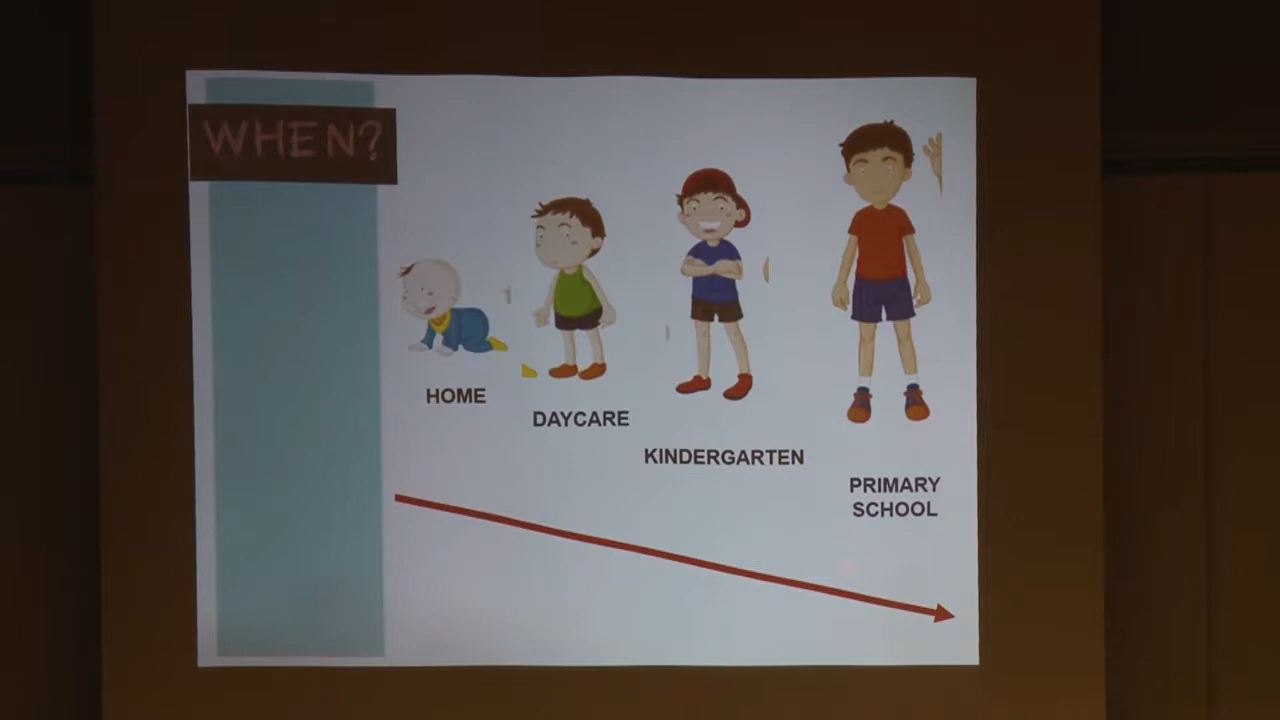 WHEN?
HOME
DAYCARE
KINDERGARTEN
PRIMARY
SCHOOL